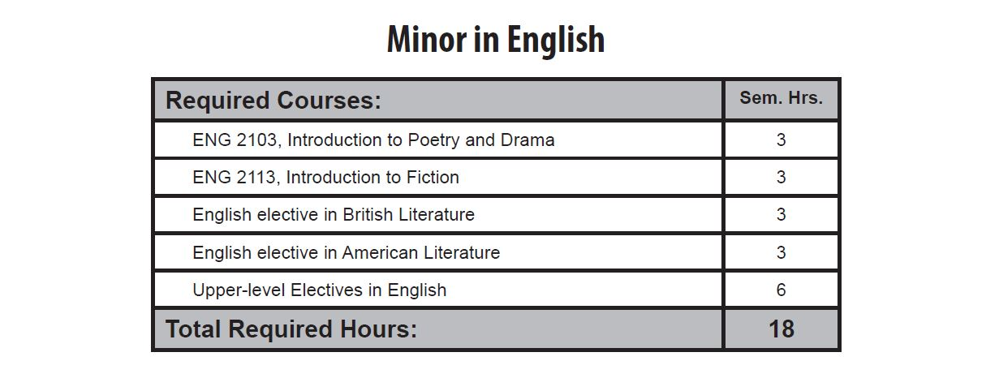 Minor in English
Required Courses: Sem. Hrs.
ENG 2103, Introduction to Poetry and Drama 3
ENG 2113, Introduction to Fiction 3
English elective in British Literature 3
English elective in American Literature 3
Upper-level Electives in English 6
Total Required Hours: 18